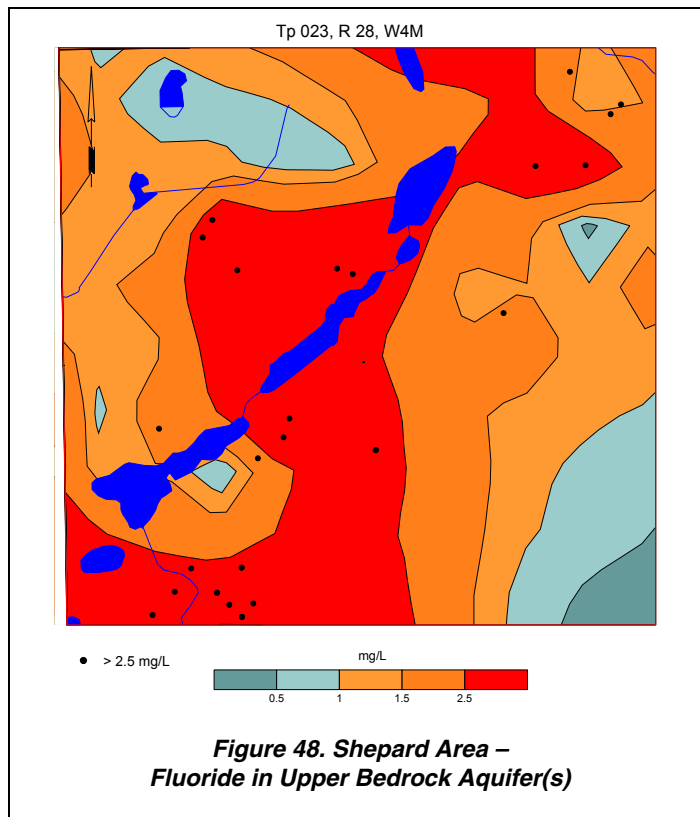 Tp 023, R 28, W4M
> 2.5 mg/L
mg/L
0.5 1 1.5 2.5
Figure 48. Shepard Area –
Fluoride in Upper Bedrock Aquifer(s)